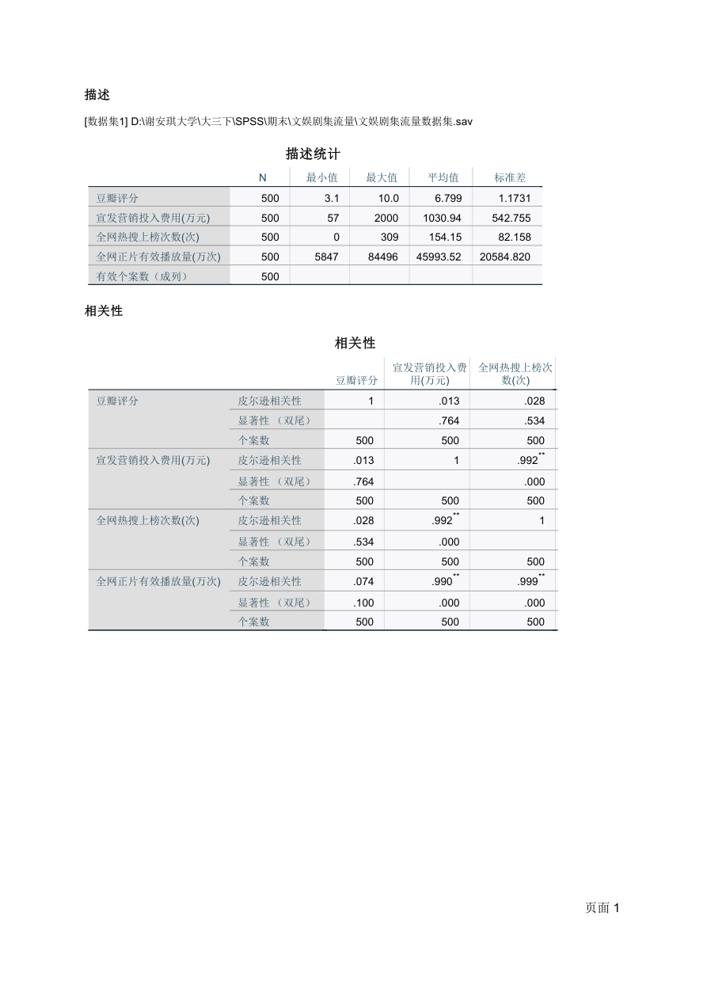 描述
[数据集1] D:\谢安琪大学\大三下\SPSS\期末\文娱剧集流量\文娱剧集流量数据集.sav
描述统计
N 最小值 最大值 平均值 标准差
豆瓣评分 500 3.1 10.0 6.799 1.1731
宣发营销投入费用(万元) 500 57 2000 1030.94 542.755
全网热搜上榜次数(次) 500 0 309 154.15 82.158
全网正片有效播放量(万次) 500 5847 84496 45993.52 20584.820
有效个案数（成列） 500
相关性
相关性
豆瓣评分 宣发营销投入费用(万元) 全网热搜上榜次数(次)
豆瓣评分 皮尔逊相关性 1 .013 .028
显著性 （双尾） .764 .534
个案数 500 500 500
宣发营销投入费用(万元) 皮尔逊相关性 .013 1 .992**
显著性 （双尾） .764 .000
个案数 500 500 500
全网热搜上榜次数(次) 皮尔逊相关性 .028 .992** 1
显著性 （双尾） .534 .000
个案数 500 500 500
全网正片有效播放量(万次) 皮尔逊相关性 .074 .990** .999**
显著性 （双尾） .100 .000 .000
个案数 500 500 500
页面 1